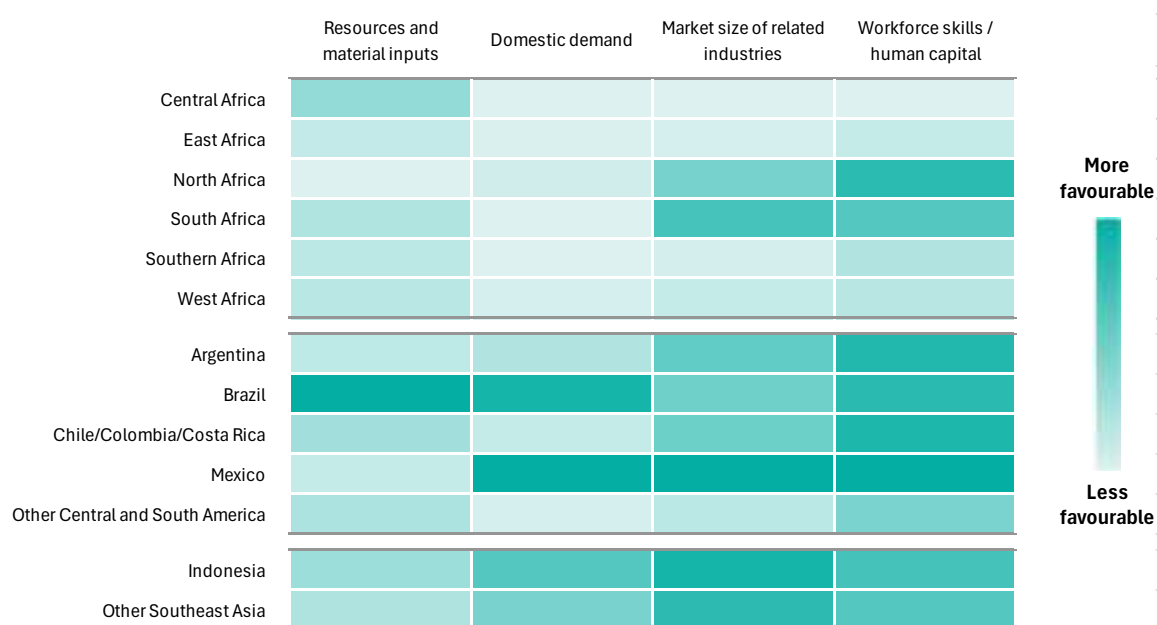 Resources and
material inputs
Domestic demand
Market size of related
industries
Workforce skills /
human capital
Central Africa
East Africa
North Africa
South Africa
Southern Africa
West Africa
Argentina
Brazil
Chile/Colombia/Costa Rica
Mexico
Other Central and South America
Indonesia
Other Southeast Asia
More
favourable
Less
favourable